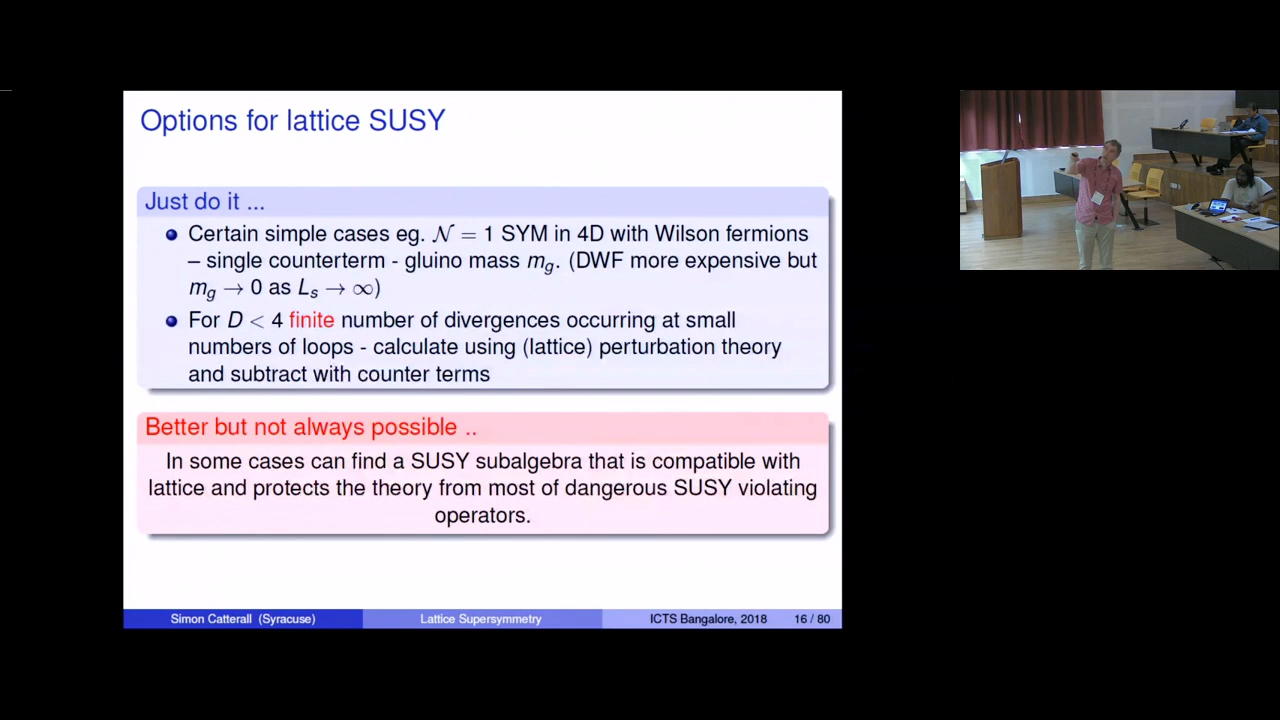 Options for lattice SUSY
Just do it ...
Certain simple cases eg. 𝒩 = 1 SYM in 4D with Wilson fermions
– single counterterm - gluino mass m_g. (DWF more expensive but
m_g → 0 as L_s → ∞)
For D < 4 finite number of divergences occurring at small
numbers of loops - calculate using (lattice) perturbation theory
and subtract with counter terms
Better but not always possible ..
In some cases can find a SUSY subalgebra that is compatible with
lattice and protects the theory from most of dangerous SUSY violating
operators.
Simon Catterall (Syracuse) Lattice Supersymmetry ICTS Bangalore, 2018 16 / 80